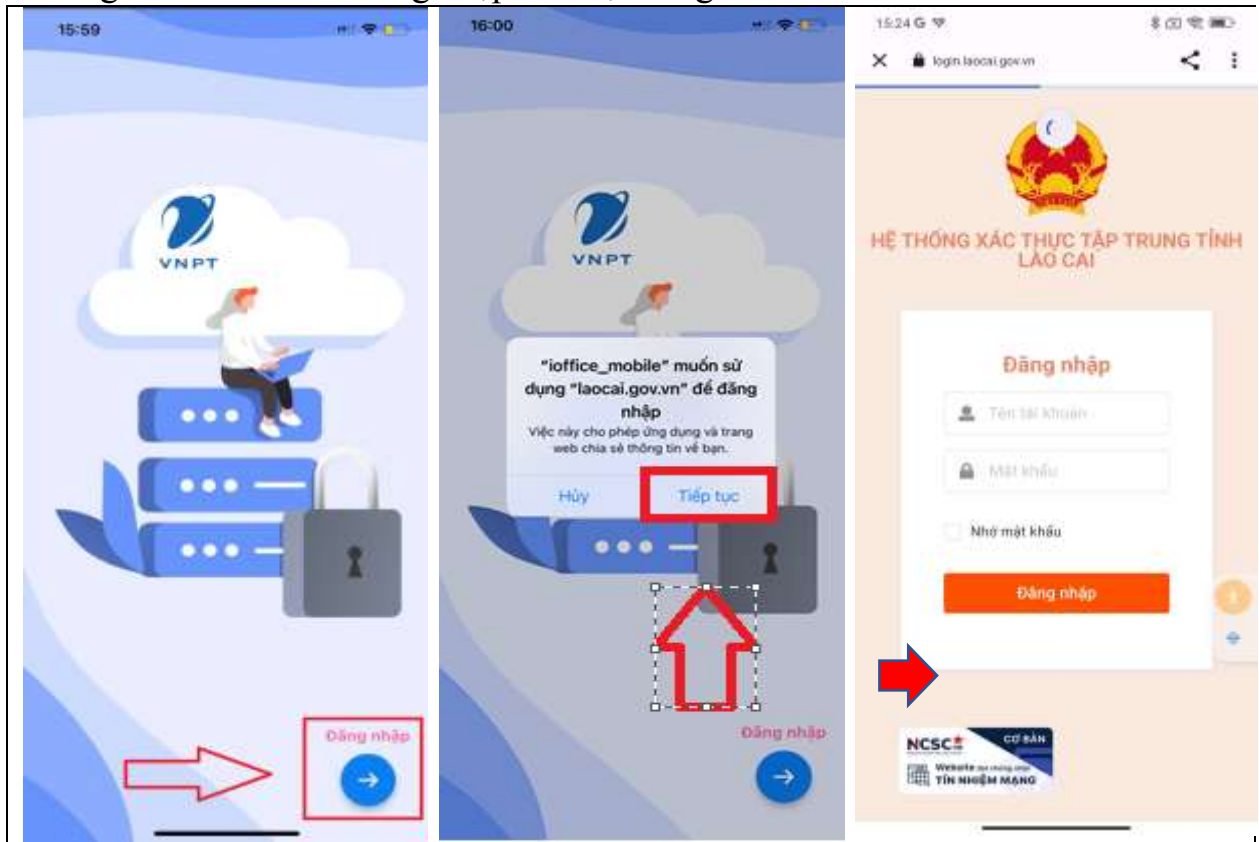 15:59
VNPT
Đăng nhập
16:00
VNPT
"ioffice_mobile" muốn sử
dụng "laocai.gov.vn" để đăng
nhập
Việc này cho phép ứng dụng và trang
web chia sẻ thông tin về bạn.
Hủy
Tiếp tục
Đăng nhập
15:24 G
login.laocai.gov.vn
HỆ THỐNG XÁC THỰC TẬP TRUNG TỈNH
LÀO CAI
Đăng nhập
Tên tài khoản
Mật khẩu
Nhớ mật khẩu
Đăng nhập
NCSC
CƠ BẢN
Website
TÍN NHIỆM MẠNG